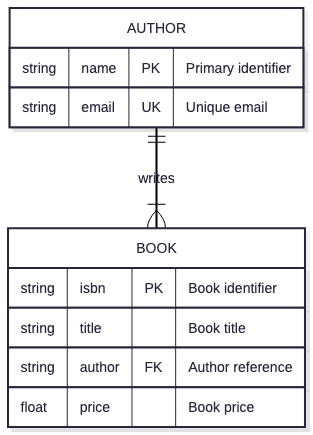 AUTHOR
string name PK Primary identifier
string email UK Unique email
writes
BOOK
string isbn PK Book identifier
string title Book title
string author FK Author reference
float price Book price